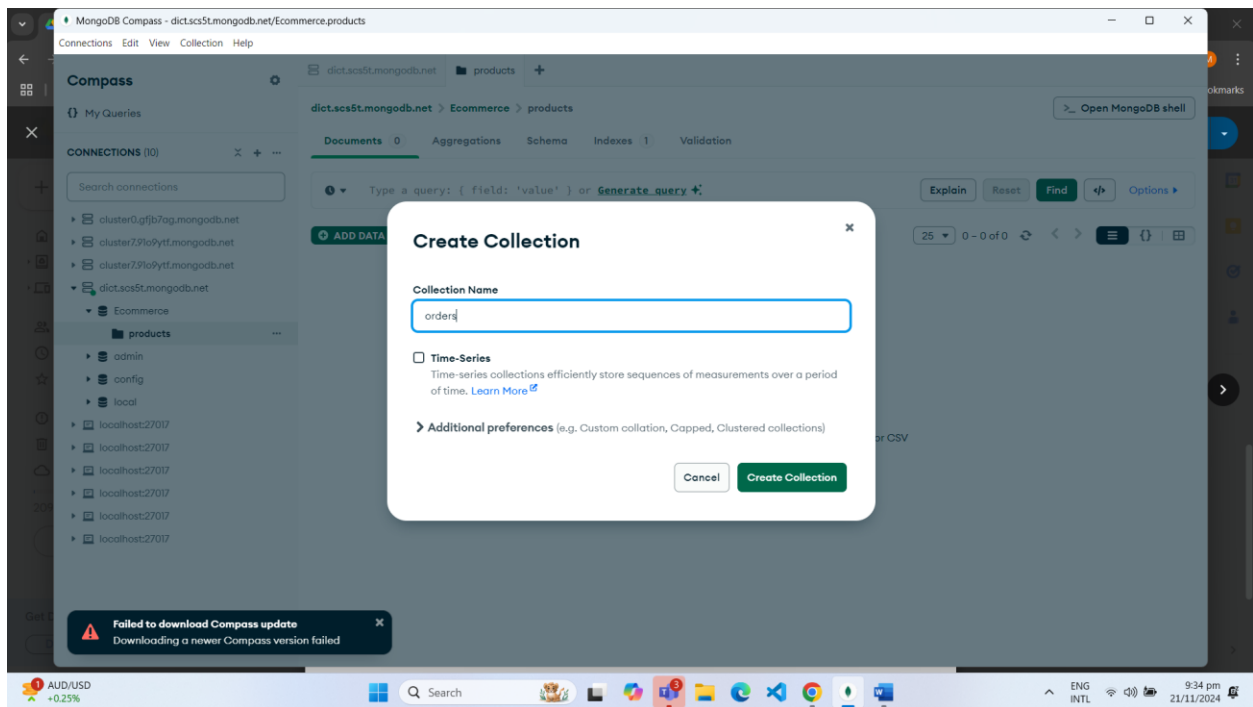 MongoDB Compass - dict.scs5t.mongodb.net/Ecommerce.products
Connections Edit View Collection Help
Compass
{} My Queries
CONNECTIONS (10)
Search connections
cluster0.gfjb7ag.mongodb.net
cluster7.91o9ytf.mongodb.net
cluster7.91o9ytf.mongodb.net
dict.scs5t.mongodb.net
Ecommerce
products
admin
config
local
localhost:27017
localhost:27017
localhost:27017
localhost:27017
localhost:27017
localhost:27017
dict.scs5t.mongodb.net products
dict.scs5t.mongodb.net > Ecommerce > products
>_ Open MongoDB shell
Documents 0 Aggregations Schema Indexes 1 Validation
Type a query: { field: 'value' } or Generate query
Explain Reset Find </> Options
ADD DATA
25 0 – 0 of 0 {}
Create Collection
Collection Name
orders
Time-Series
Time-series collections efficiently store sequences of measurements over a period
of time. Learn More
Additional preferences (e.g. Custom collation, Capped, Clustered collections)
or CSV
Cancel Create Collection
Failed to download Compass update
Downloading a newer Compass version failed
okmarks
Get
1 AUD/USD
+0.25%
Search
3
ENG
INTL
9:34 pm
21/11/2024